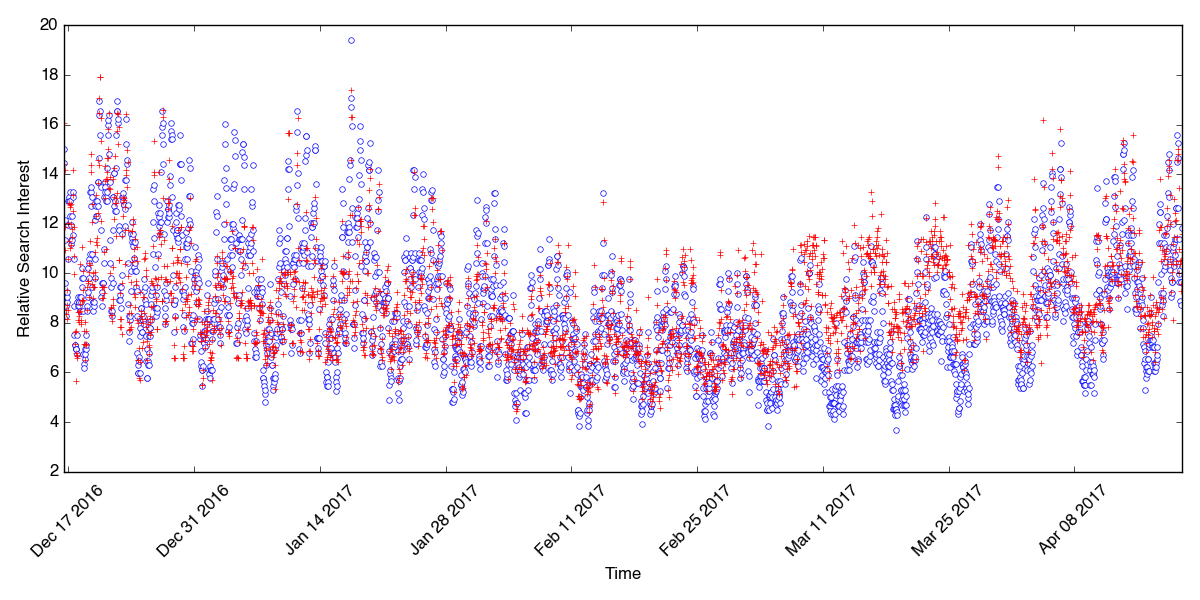 20
18
16
14
12
10
8
6
4
2
Relative Search Interest
Dec 17 2016
Dec 31 2016
Jan 14 2017
Jan 28 2017
Feb 11 2017
Feb 25 2017
Mar 11 2017
Mar 25 2017
Apr 08 2017
Time